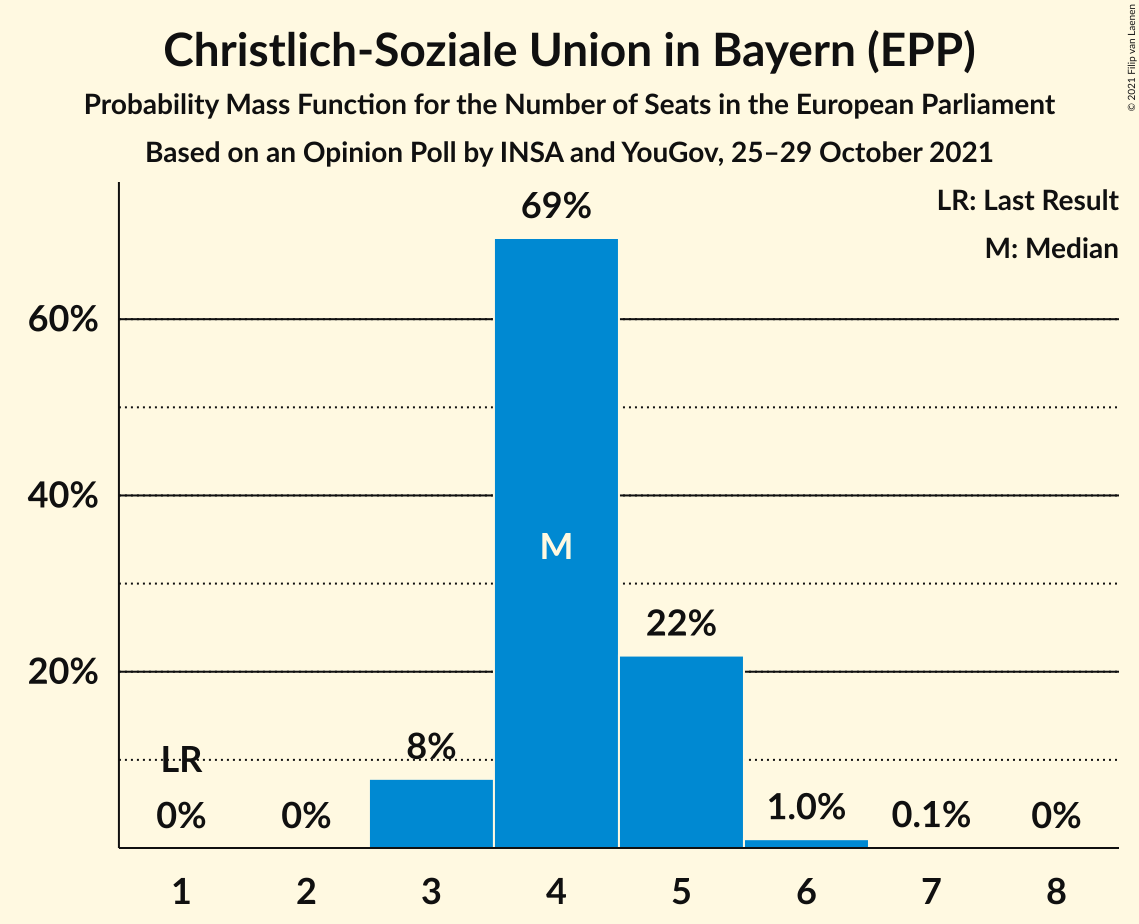 Christlich-Soziale Union in Bayern (EPP)
Probability Mass Function for the Number of Seats in the European Parliament
Based on an Opinion Poll by INSA and YouGov, 25–29 October 2021
© 2021 Filip van Laenen
LR: Last Result
M: Median
69%
60%
40%
M
22%
20%
8%
LR
0%
0%
1.0%
0.1%
0%
1 2 3 4 5 6 7 8